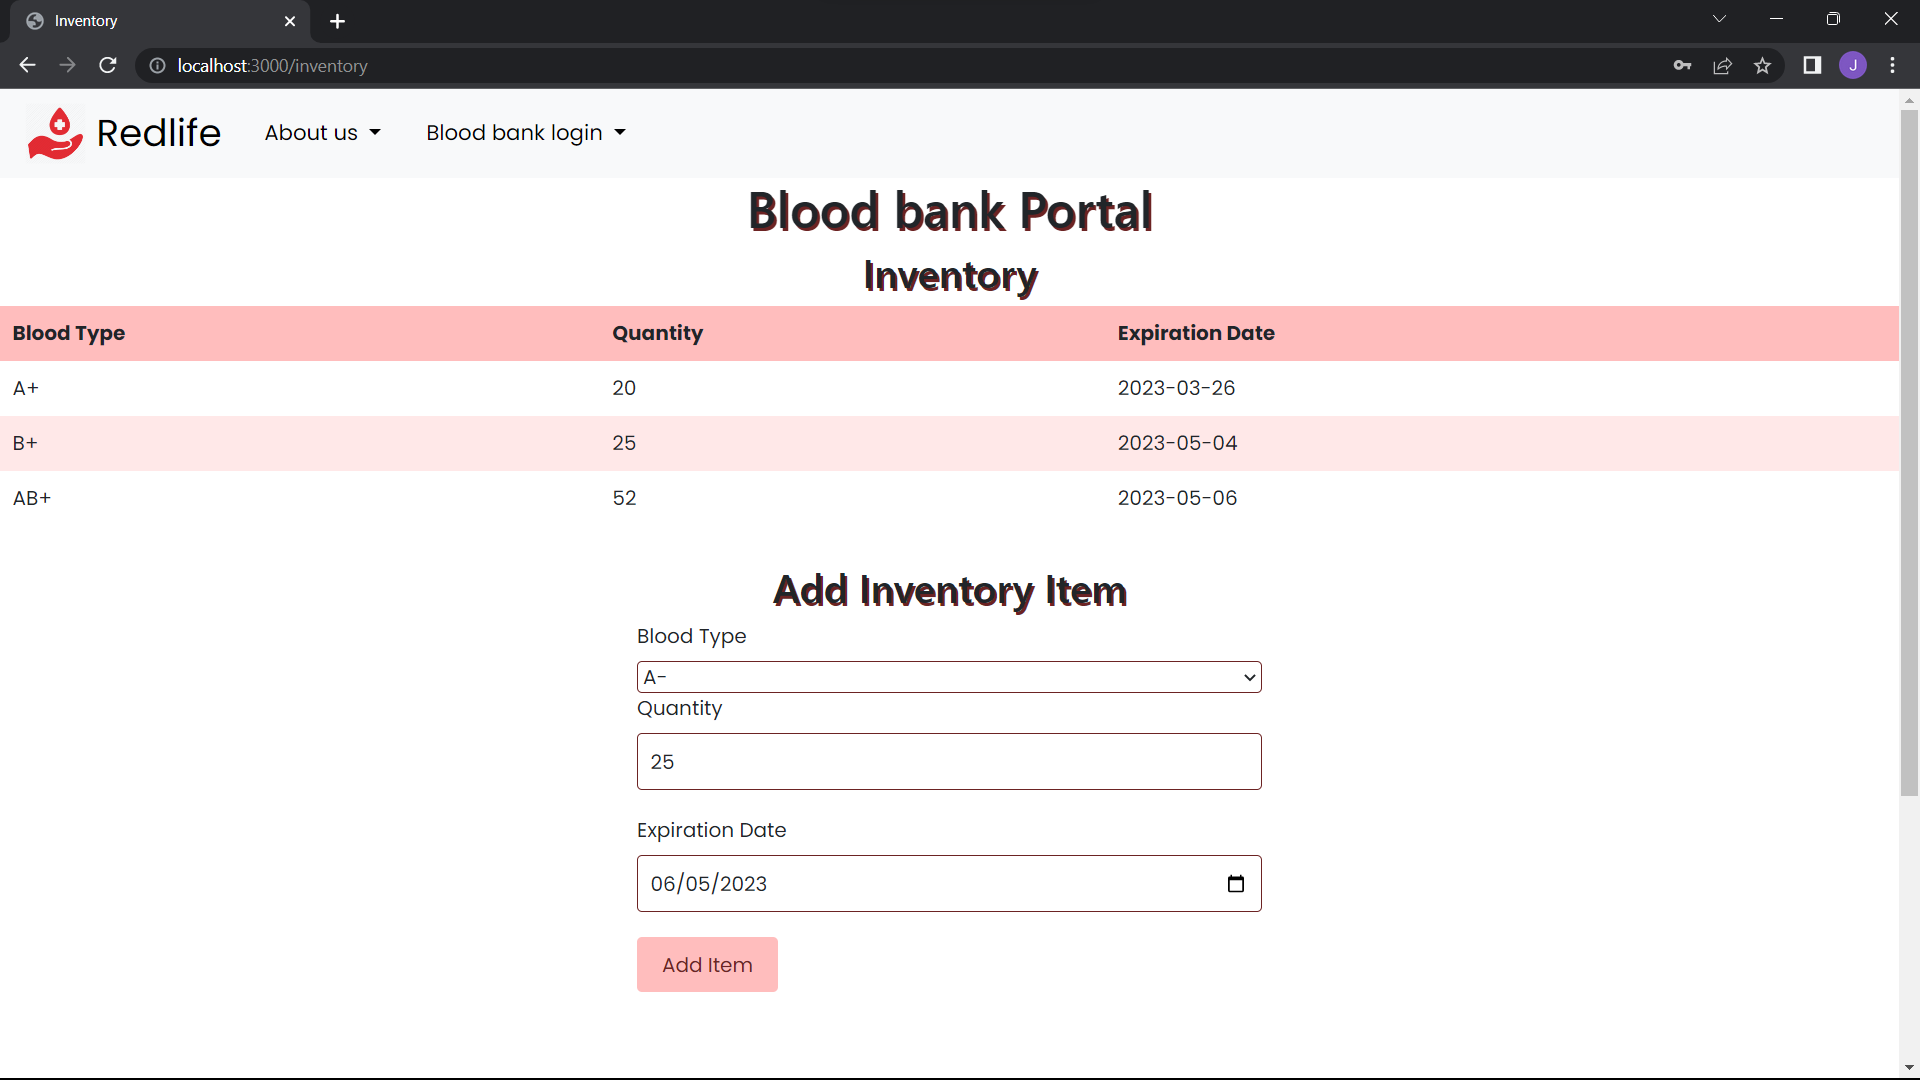 Inventory
localhost:3000/inventory
J
Redlife About us Blood bank login
Blood bank Portal
Inventory
Blood Type Quantity Expiration Date
A+ 20 2023-03-26
B+ 25 2023-05-04
AB+ 52 2023-05-06
Add Inventory Item
Blood Type
A-
Quantity
25
Expiration Date
06/05/2023
Add Item